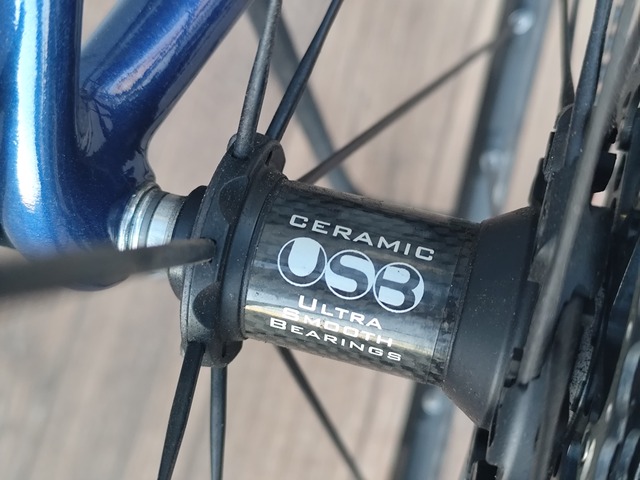 CERAMIC
USB
ULTRA
SMOOTH
BEARINGS